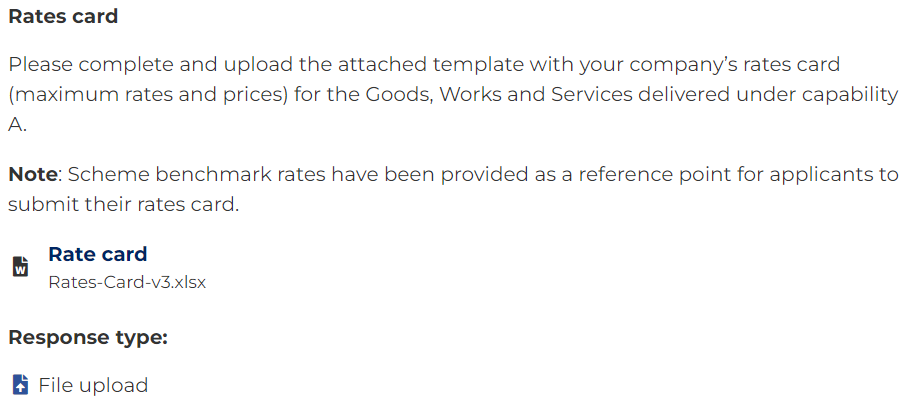 Rates card
Please complete and upload the attached template with your company’s rates card
(maximum rates and prices) for the Goods, Works and Services delivered under capability
A.
Note: Scheme benchmark rates have been provided as a reference point for applicants to
submit their rates card.
W
Rate card
Rates-Card-v3.xlsx
Response type:
File upload